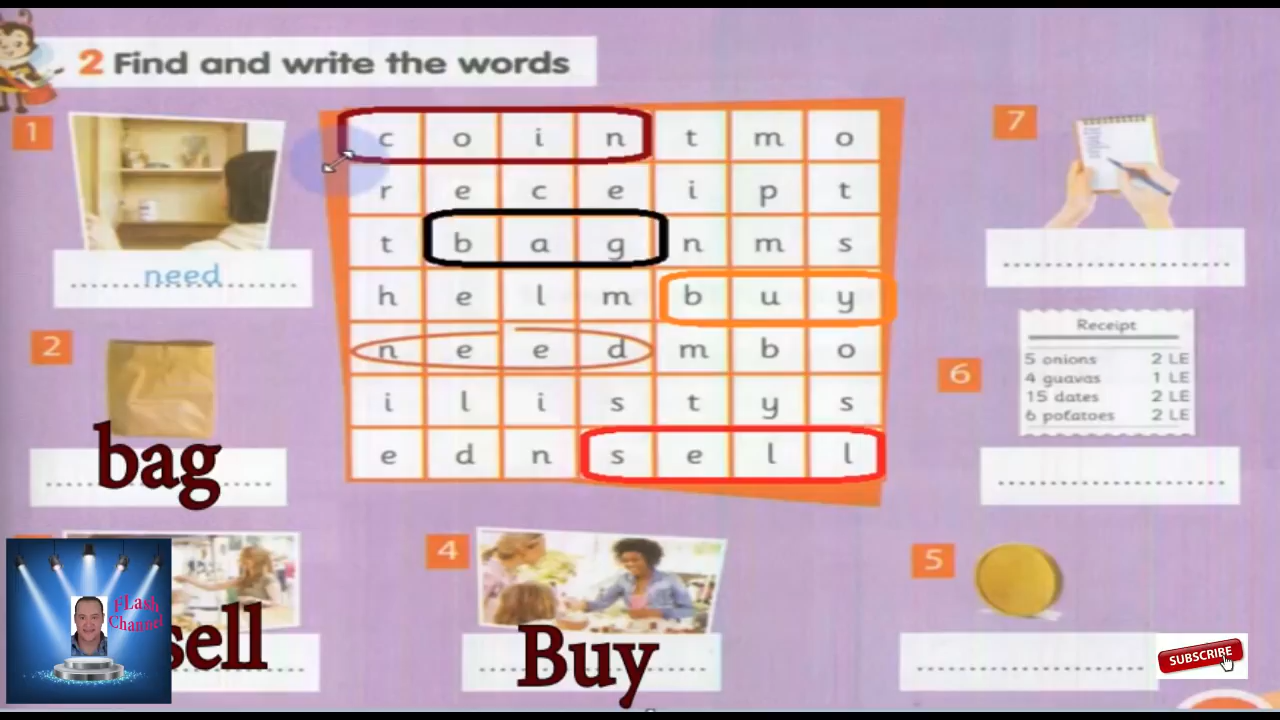 2 Find and write the words
1
need
2
bag
sell
4
Buy
5
6
Receipt
5 onions 2 LE
4 guavas 1 LE
15 dates 2 LE
6 potatoes 2 LE
7
c o i n t m o
r e c e i p t
t b a g n m s
h e l m b u y
n e e d m b o
i l i s t y s
e d n s e l l
FLash
Channel
SUBSCRIBE